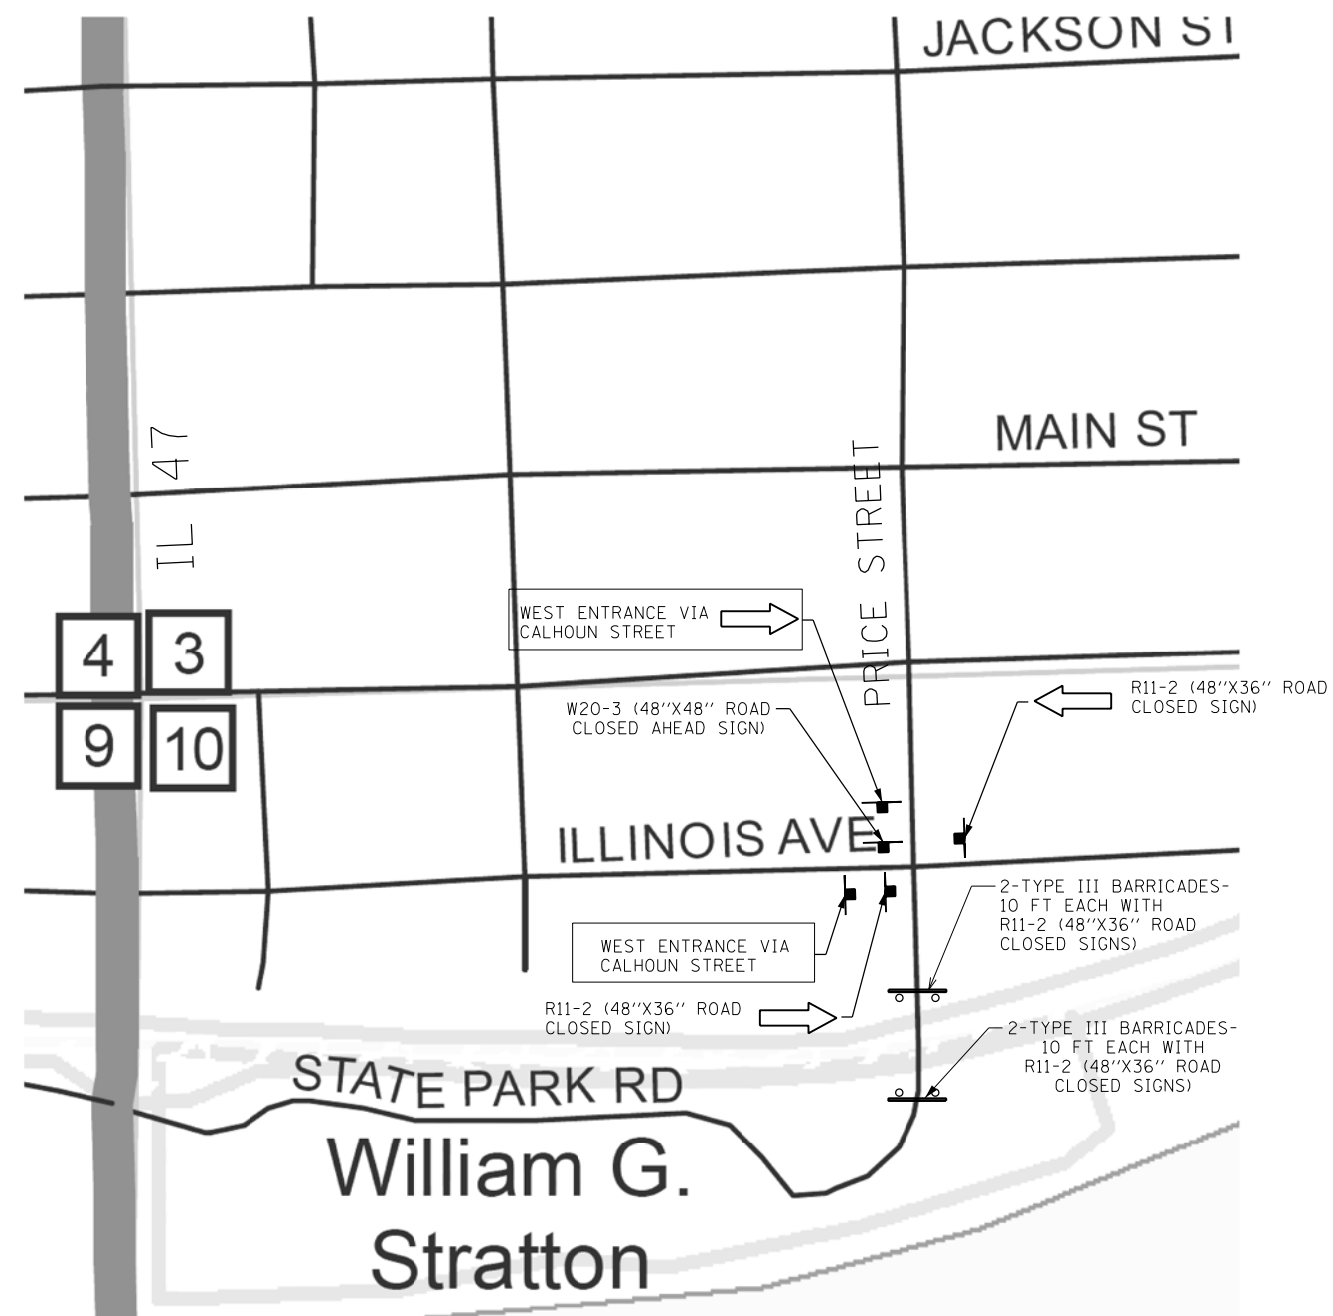 JACKSON ST
MAIN ST
IL 47
PRICE STREET
WEST ENTRANCE VIA
CALHOUN STREET
4
3
9
10
W20-3 (48"X48" ROAD
CLOSED AHEAD SIGN)
R11-2 (48"X36" ROAD
CLOSED SIGN)
ILLINOIS AVE
2-TYPE III BARRICADES-
10 FT EACH WITH
R11-2 (48"X36" ROAD
CLOSED SIGNS)
WEST ENTRANCE VIA
CALHOUN STREET
R11-2 (48"X36" ROAD
CLOSED SIGN)
2-TYPE III BARRICADES-
10 FT EACH WITH
R11-2 (48"X36" ROAD
CLOSED SIGNS)
STATE PARK RD
William G.
Stratton